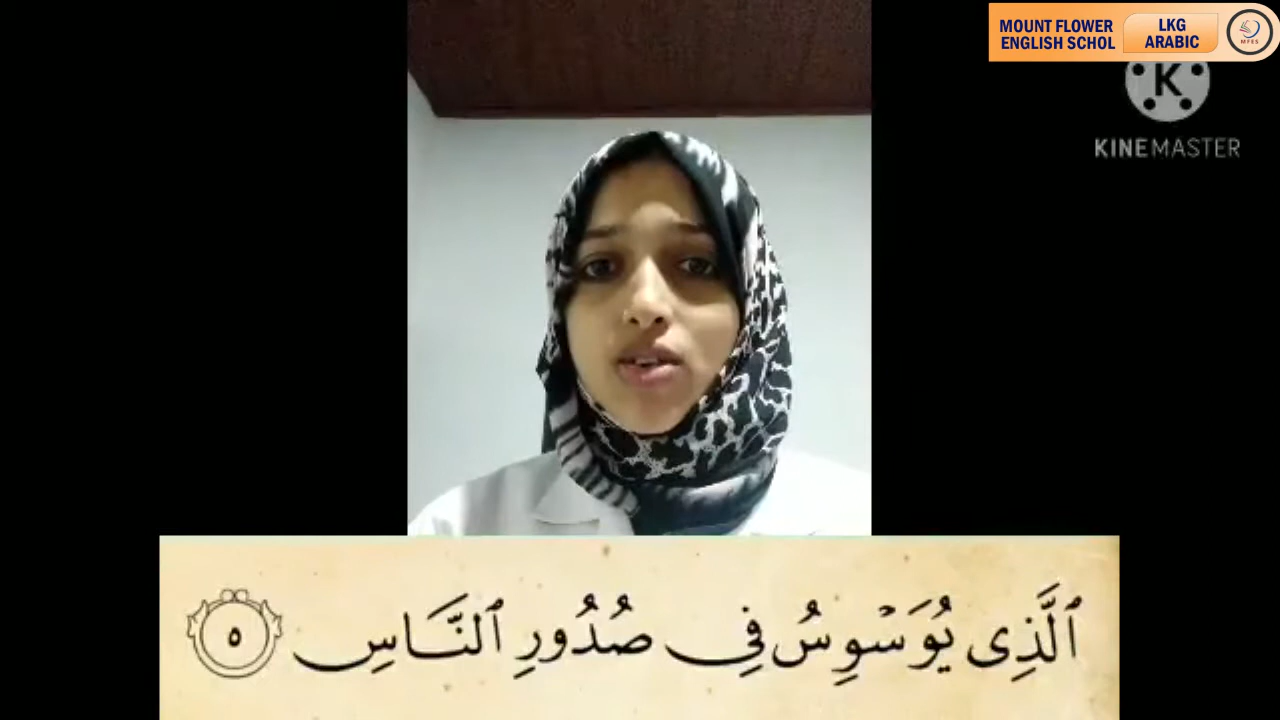 MOUNT FLOWER
ENGLISH SCHOL
LKG
ARABIC
MFES
K
KINEMASTER
ٱلَّذِى يُوَسْوِسُ فِى صُدُورِ ٱلنَّاسِ ٥